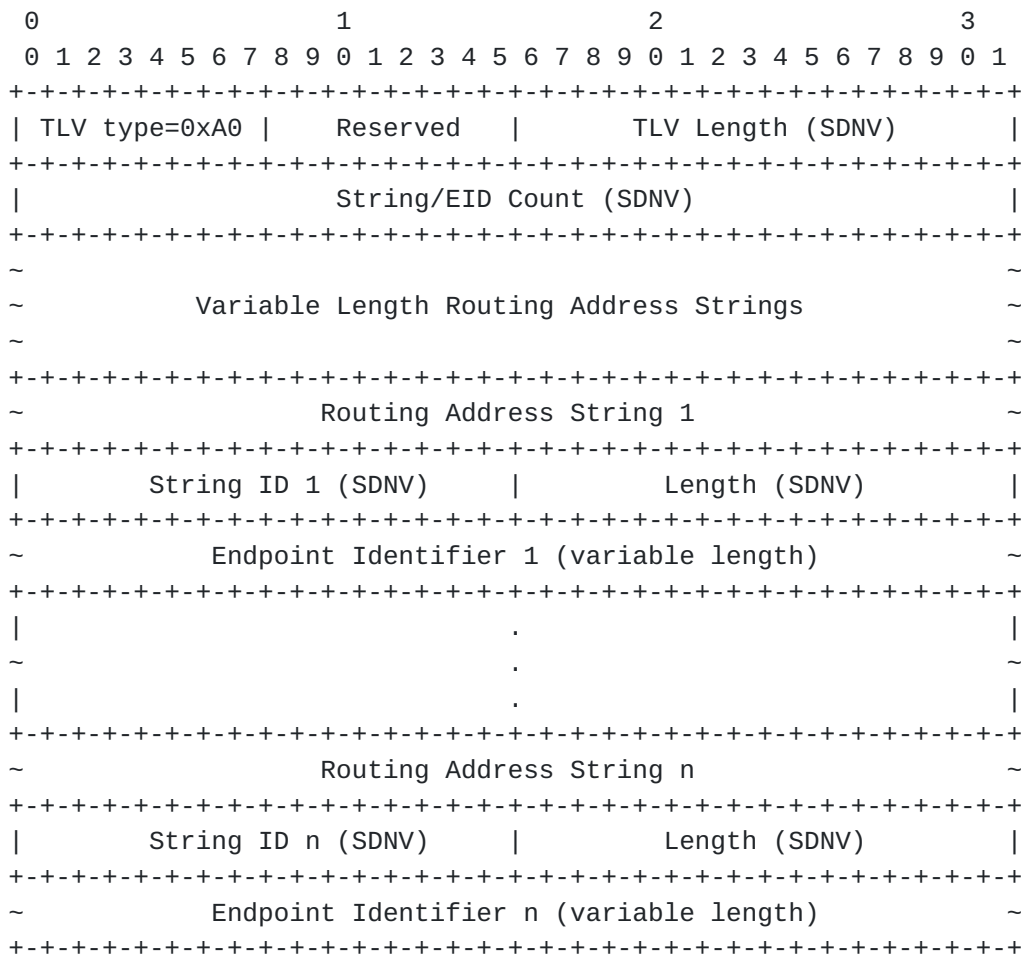 0                   1                   2                   3
 0 1 2 3 4 5 6 7 8 9 0 1 2 3 4 5 6 7 8 9 0 1 2 3 4 5 6 7 8 9 0 1
+-+-+-+-+-+-+-+-+-+-+-+-+-+-+-+-+-+-+-+-+-+-+-+-+-+-+-+-+-+-+-+-+
| TLV type=0xA0 |    Reserved   |       TLV Length (SDNV)       |
+-+-+-+-+-+-+-+-+-+-+-+-+-+-+-+-+-+-+-+-+-+-+-+-+-+-+-+-+-+-+-+-+
|                    String/EID Count (SDNV)                    |
+-+-+-+-+-+-+-+-+-+-+-+-+-+-+-+-+-+-+-+-+-+-+-+-+-+-+-+-+-+-+-+-+
~                                                               ~
~           Variable Length Routing Address Strings             ~
~                                                               ~
+-+-+-+-+-+-+-+-+-+-+-+-+-+-+-+-+-+-+-+-+-+-+-+-+-+-+-+-+-+-+-+-+
~                   Routing Address String 1                    ~
+-+-+-+-+-+-+-+-+-+-+-+-+-+-+-+-+-+-+-+-+-+-+-+-+-+-+-+-+-+-+-+-+
|        String ID 1 (SDNV)     |         Length (SDNV)         |
+-+-+-+-+-+-+-+-+-+-+-+-+-+-+-+-+-+-+-+-+-+-+-+-+-+-+-+-+-+-+-+-+
~            Endpoint Identifier 1 (variable length)            ~
+-+-+-+-+-+-+-+-+-+-+-+-+-+-+-+-+-+-+-+-+-+-+-+-+-+-+-+-+-+-+-+-+
|                               .                               |
~                               .                               ~
|                               .                               |
+-+-+-+-+-+-+-+-+-+-+-+-+-+-+-+-+-+-+-+-+-+-+-+-+-+-+-+-+-+-+-+-+
~                   Routing Address String n                    ~
+-+-+-+-+-+-+-+-+-+-+-+-+-+-+-+-+-+-+-+-+-+-+-+-+-+-+-+-+-+-+-+-+
|        String ID n (SDNV)     |         Length (SDNV)         |
+-+-+-+-+-+-+-+-+-+-+-+-+-+-+-+-+-+-+-+-+-+-+-+-+-+-+-+-+-+-+-+-+
~            Endpoint Identifier n (variable length)            ~
+-+-+-+-+-+-+-+-+-+-+-+-+-+-+-+-+-+-+-+-+-+-+-+-+-+-+-+-+-+-+-+-+